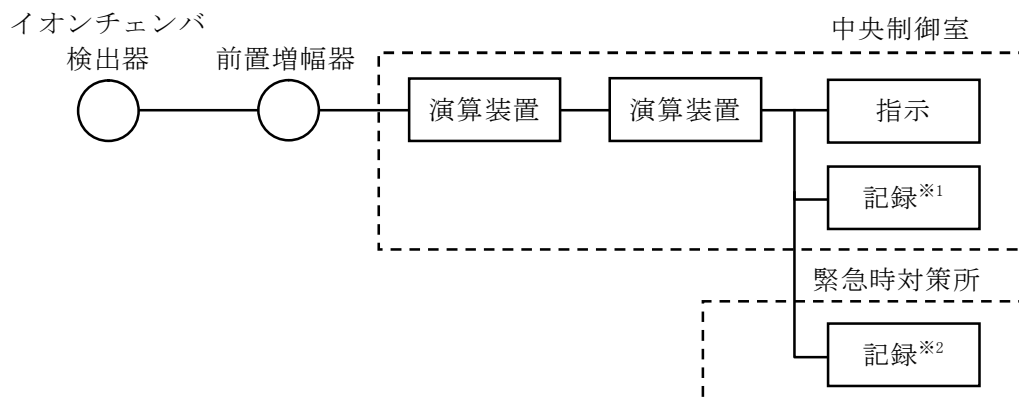 イオンチェンバ
検出器
前置増幅器
中央制御室
演算装置
演算装置
指示
記録※1
緊急時対策所
記録※2